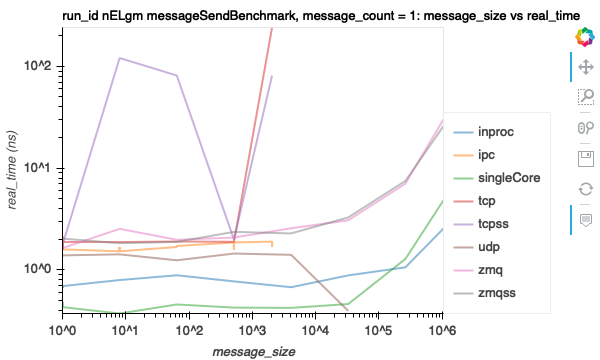 run_id nELgm messageSendBenchmark, message_count = 1: message_size vs real_time
real_time (ns)
10^2
10^1
10^0
10^0
10^1
10^2
10^3
10^4
10^5
10^6
message_size
inproc
ipc
singleCore
tcp
tcpss
udp
zmq
zmqss